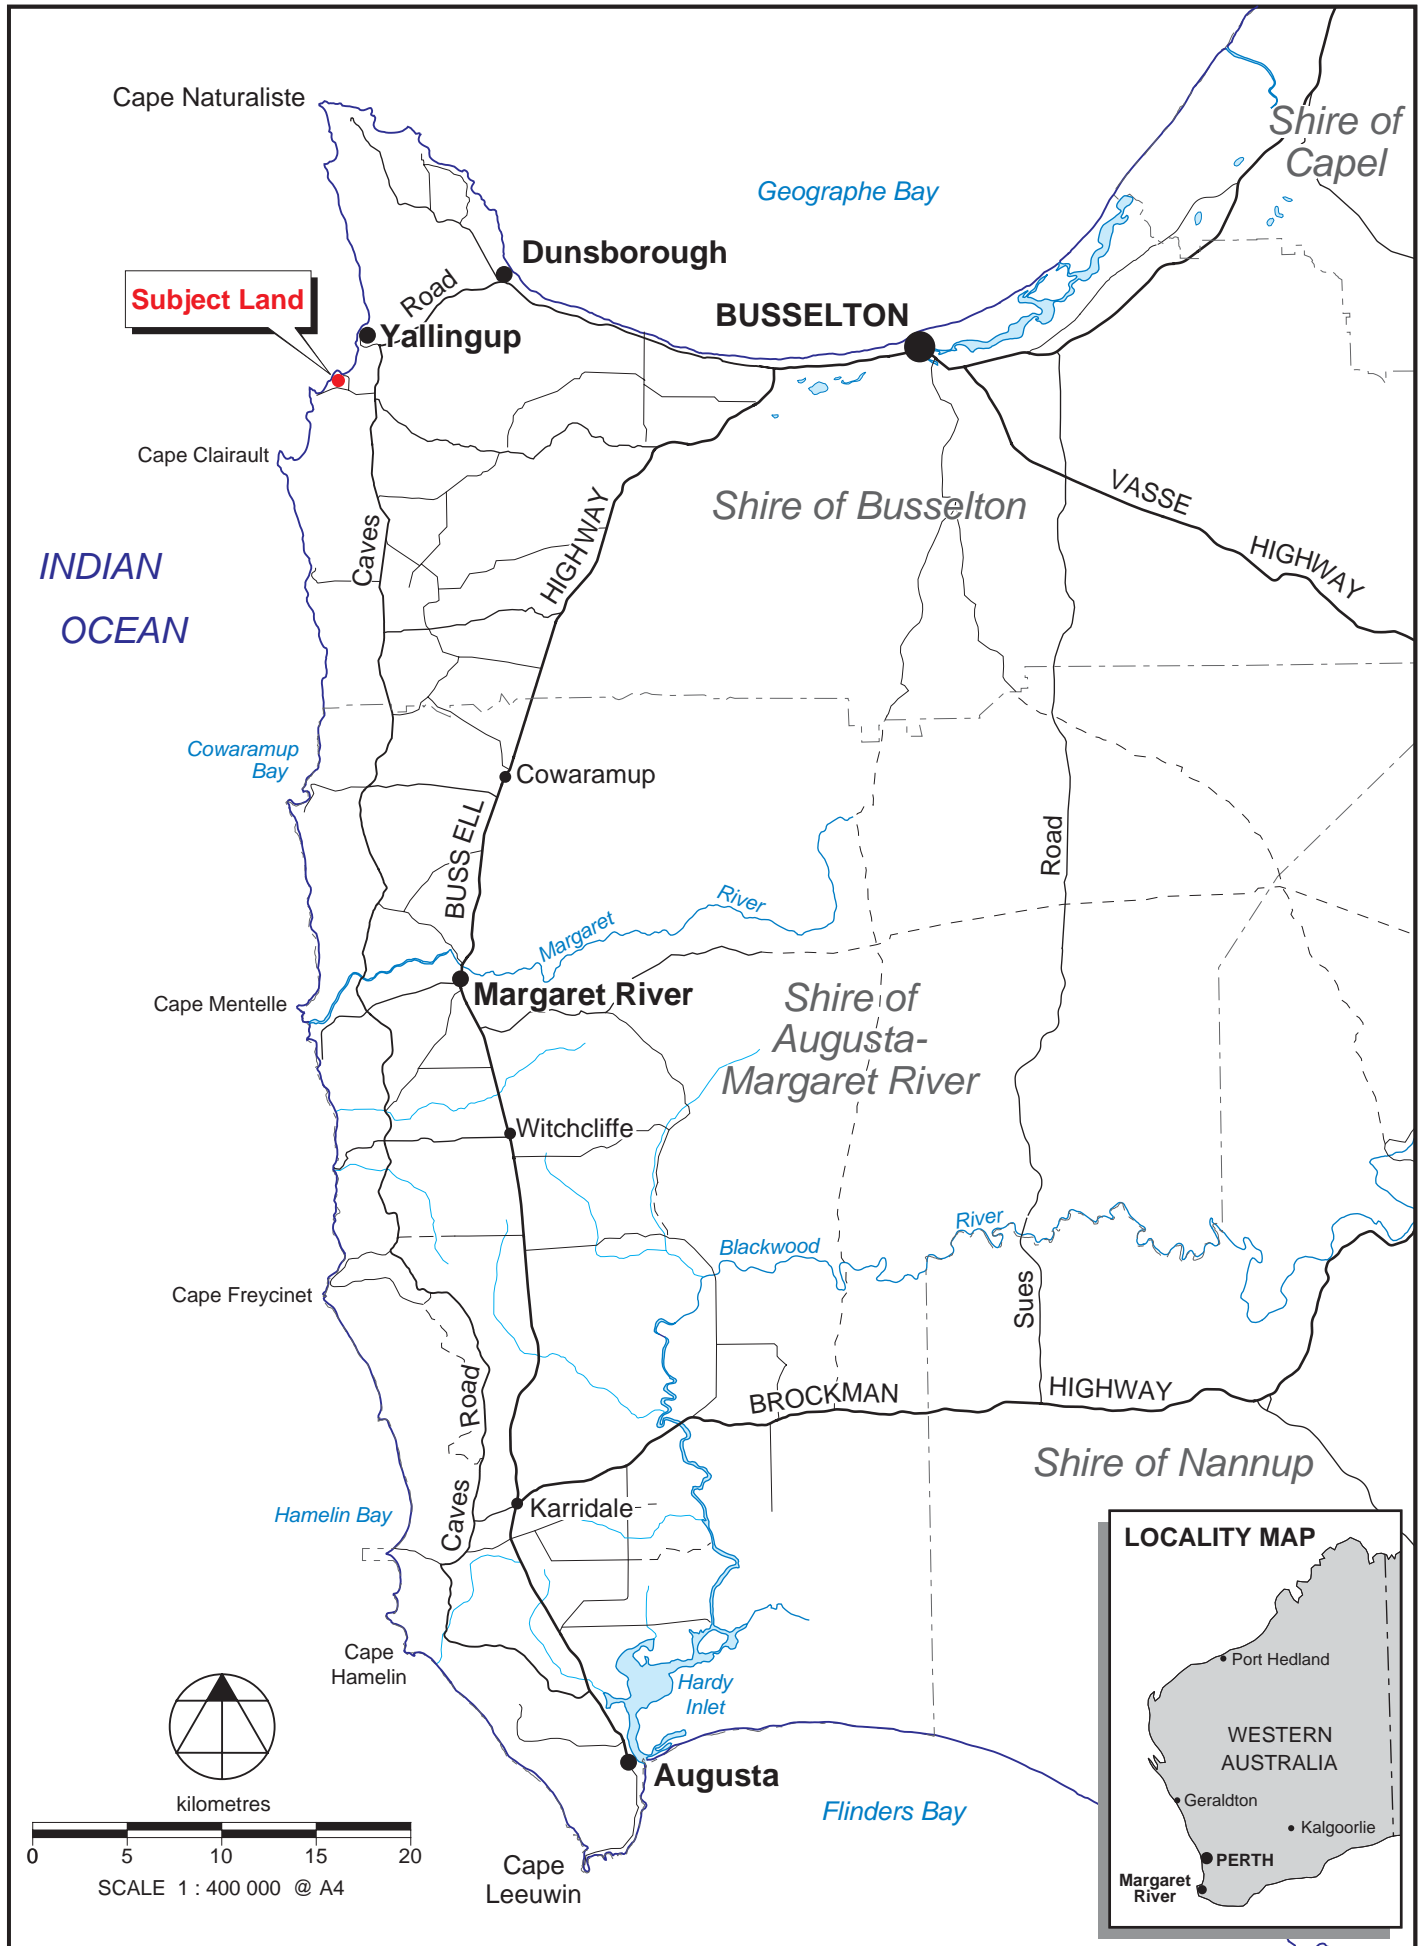 Cape Naturaliste
Shire of
Capel
Geographe Bay
Dunsborough
Subject Land
Road
BUSSELTON
Yallingup
Cape Clairault
VASSE
HIGHWAY
Shire of Busselton
HIGHWAY
Caves
INDIAN
OCEAN
Cowaramup
Bay
Cowaramup
BUSS ELL
Road
River
Margaret
Margaret River
Cape Mentelle
Shire of
Augusta-
Margaret River
Witchcliffe
River
Blackwood
Sues
Cape Freycinet
Road
BROCKMAN
HIGHWAY
Shire of Nannup
Caves
Karridale
Hamelin Bay
Cape
Hamelin
Hardy
Inlet
Augusta
Flinders Bay
Cape
Leeuwin
kilometres
0 5 10 15 20
SCALE 1 : 400 000 @ A4
LOCALITY MAP
Port Hedland
WESTERN
AUSTRALIA
Geraldton
Kalgoorlie
PERTH
Margaret
River